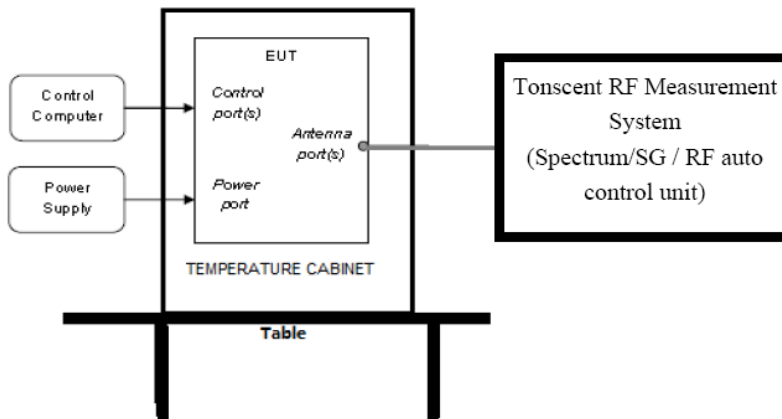 Control
Computer
Power
Supply
EUT
Control
port(s)
Antenna
port(s)
Power
port
TEMPERATURE CABINET
Table
Tonscent RF Measurement
System
(Spectrum/SG / RF auto
control unit)